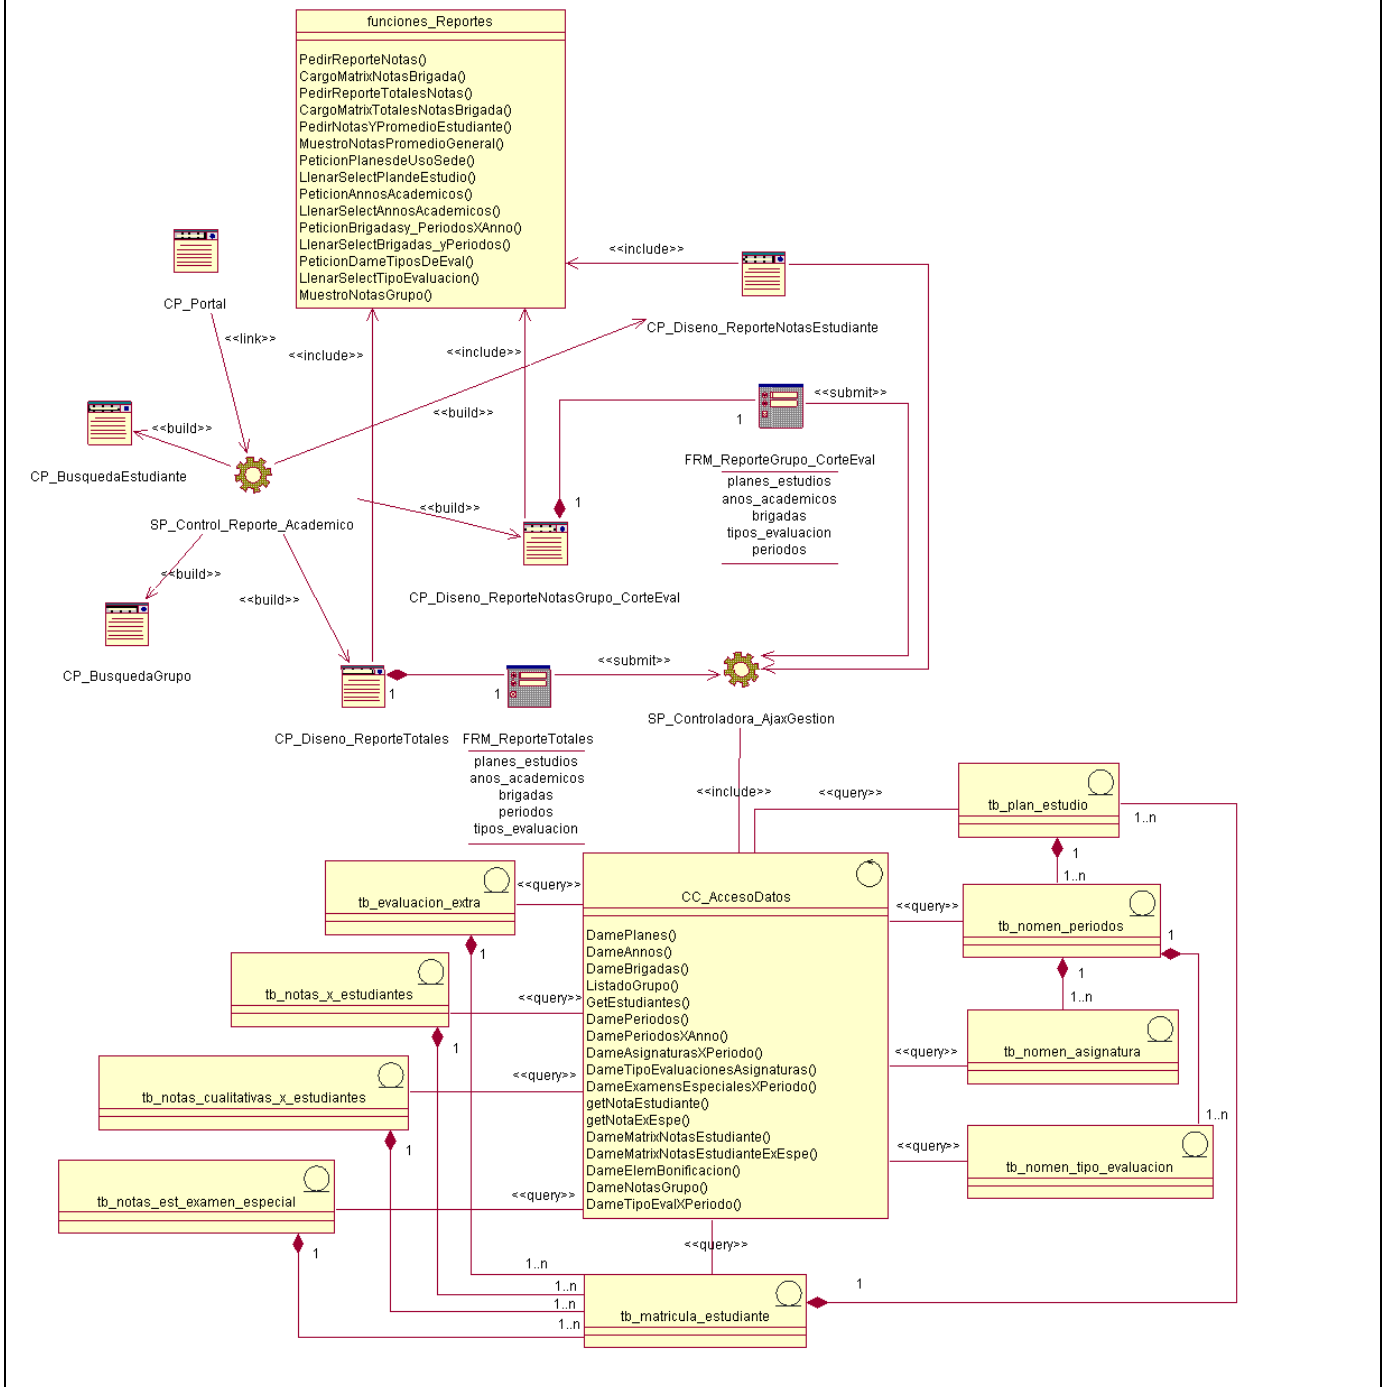 funciones_Reportes
PedirReporteNotas()
CargoMatrixNotasBrigada()
PedirReporteTotalesNotas()
CargoMatrixTotalesNotasBrigada()
PedirNotasYPromedioEstudiante()
MuestroNotasPromedioGeneral()
PeticionPlanesdeUsoSede()
LlenarSelectPlandeEstudio()
PeticionAnnosAcademicos()
LlenarSelectAnnosAcademicos()
PeticionBrigadasy_PeriodosXAnno()
LlenarSelectBrigadas_yPeriodos()
PeticionDameTiposDeEval()
LlenarSelectTipoEvaluacion()
MuestroNotasGrupo()
<<include>>
CP_Portal
CP_Diseno_ReporteNotasEstudiante
<<link>>
<<include>>
<<include>>
<<submit>>
<<build>>
1
<<build>>
FRM_ReporteGrupo_CorteEval
planes_estudios
anos_academicos
brigadas
tipos_evaluacion
periodos
CP_BusquedaEstudiante
1
<<build>>
SP_Control_Reporte_Academico
<<build>>
<<build>>
CP_Diseno_ReporteNotasGrupo_CorteEval
CP_BusquedaGrupo
<<submit>>
1
1
SP_Controladora_AjaxGestion
CP_Diseno_ReporteTotales
FRM_ReporteTotales
planes_estudios
anos_academicos
brigadas
periodos
tipos_evaluacion
<<include>>
<<query>>
tb_plan_estudio
1..n
1
1..n
<<query>>
tb_evaluacion_extra
1
CC_AccesoDatos
DamePlanes()
DameAnnos()
DameBrigadas()
ListadoGrupo()
GetEstudiantes()
DamePeriodos()
DamePeriodosXAnno()
DameAsignaturasXPeriodo()
DameTipoEvaluacionesAsignaturas()
DameExamensEspecialesXPeriodo()
getNotaEstudiante()
getNotaExEspe()
DameMatrixNotasEstudiante()
DameMatrixNotasEstudianteExEspe()
DameElemBonificacion()
DameNotasGrupo()
DameTipoEvalXPeriodo()
<<query>>
tb_nomen_periodos
1
1
1..n
tb_notas_x_estudiantes
<<query>>
1
<<query>>
tb_nomen_asignatura
<<query>>
tb_notas_cualitativas_x_estudiantes
1
1..n
<<query>>
tb_nomen_tipo_evaluacion
<<query>>
tb_notas_est_examen_especial
1
<<query>>
1..n
1..n
1..n
1..n
1
tb_matricula_estudiante